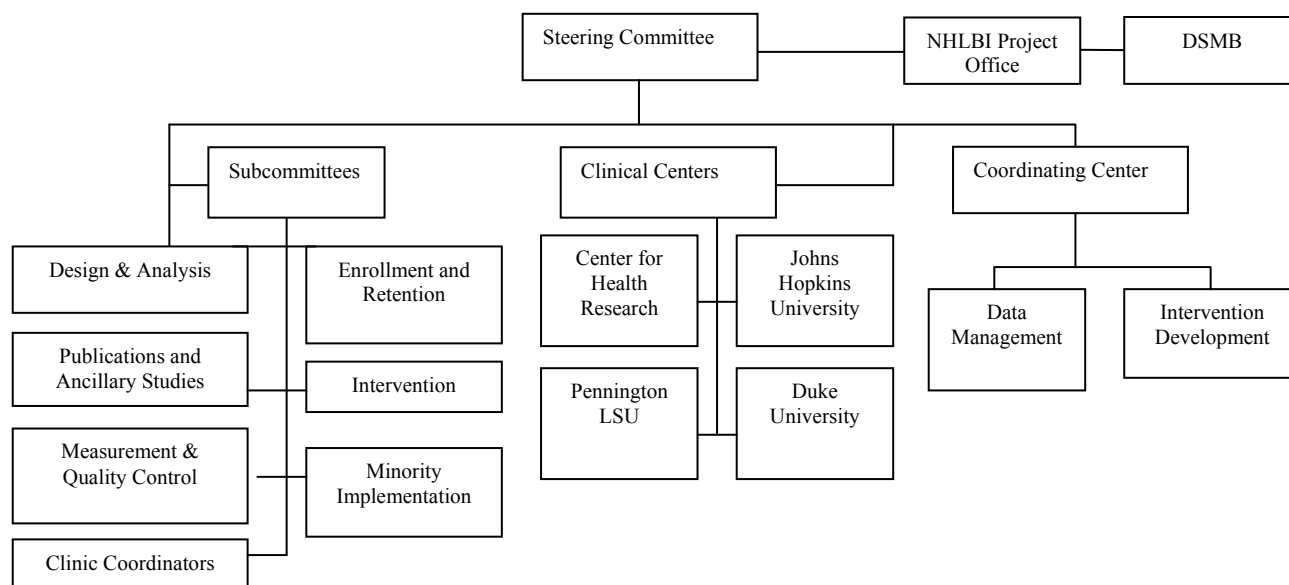 Steering Committee
NHLBI Project
Office
DSMB
Subcommittees
Clinical Centers
Coordinating Center
Design & Analysis
Enrollment and
Retention
Publications and
Ancillary Studies
Intervention
Measurement &
Quality Control
Minority
Implementation
Clinic Coordinators
Center for
Health
Research
Johns
Hopkins
University
Pennington
LSU
Duke
University
Data
Management
Intervention
Development